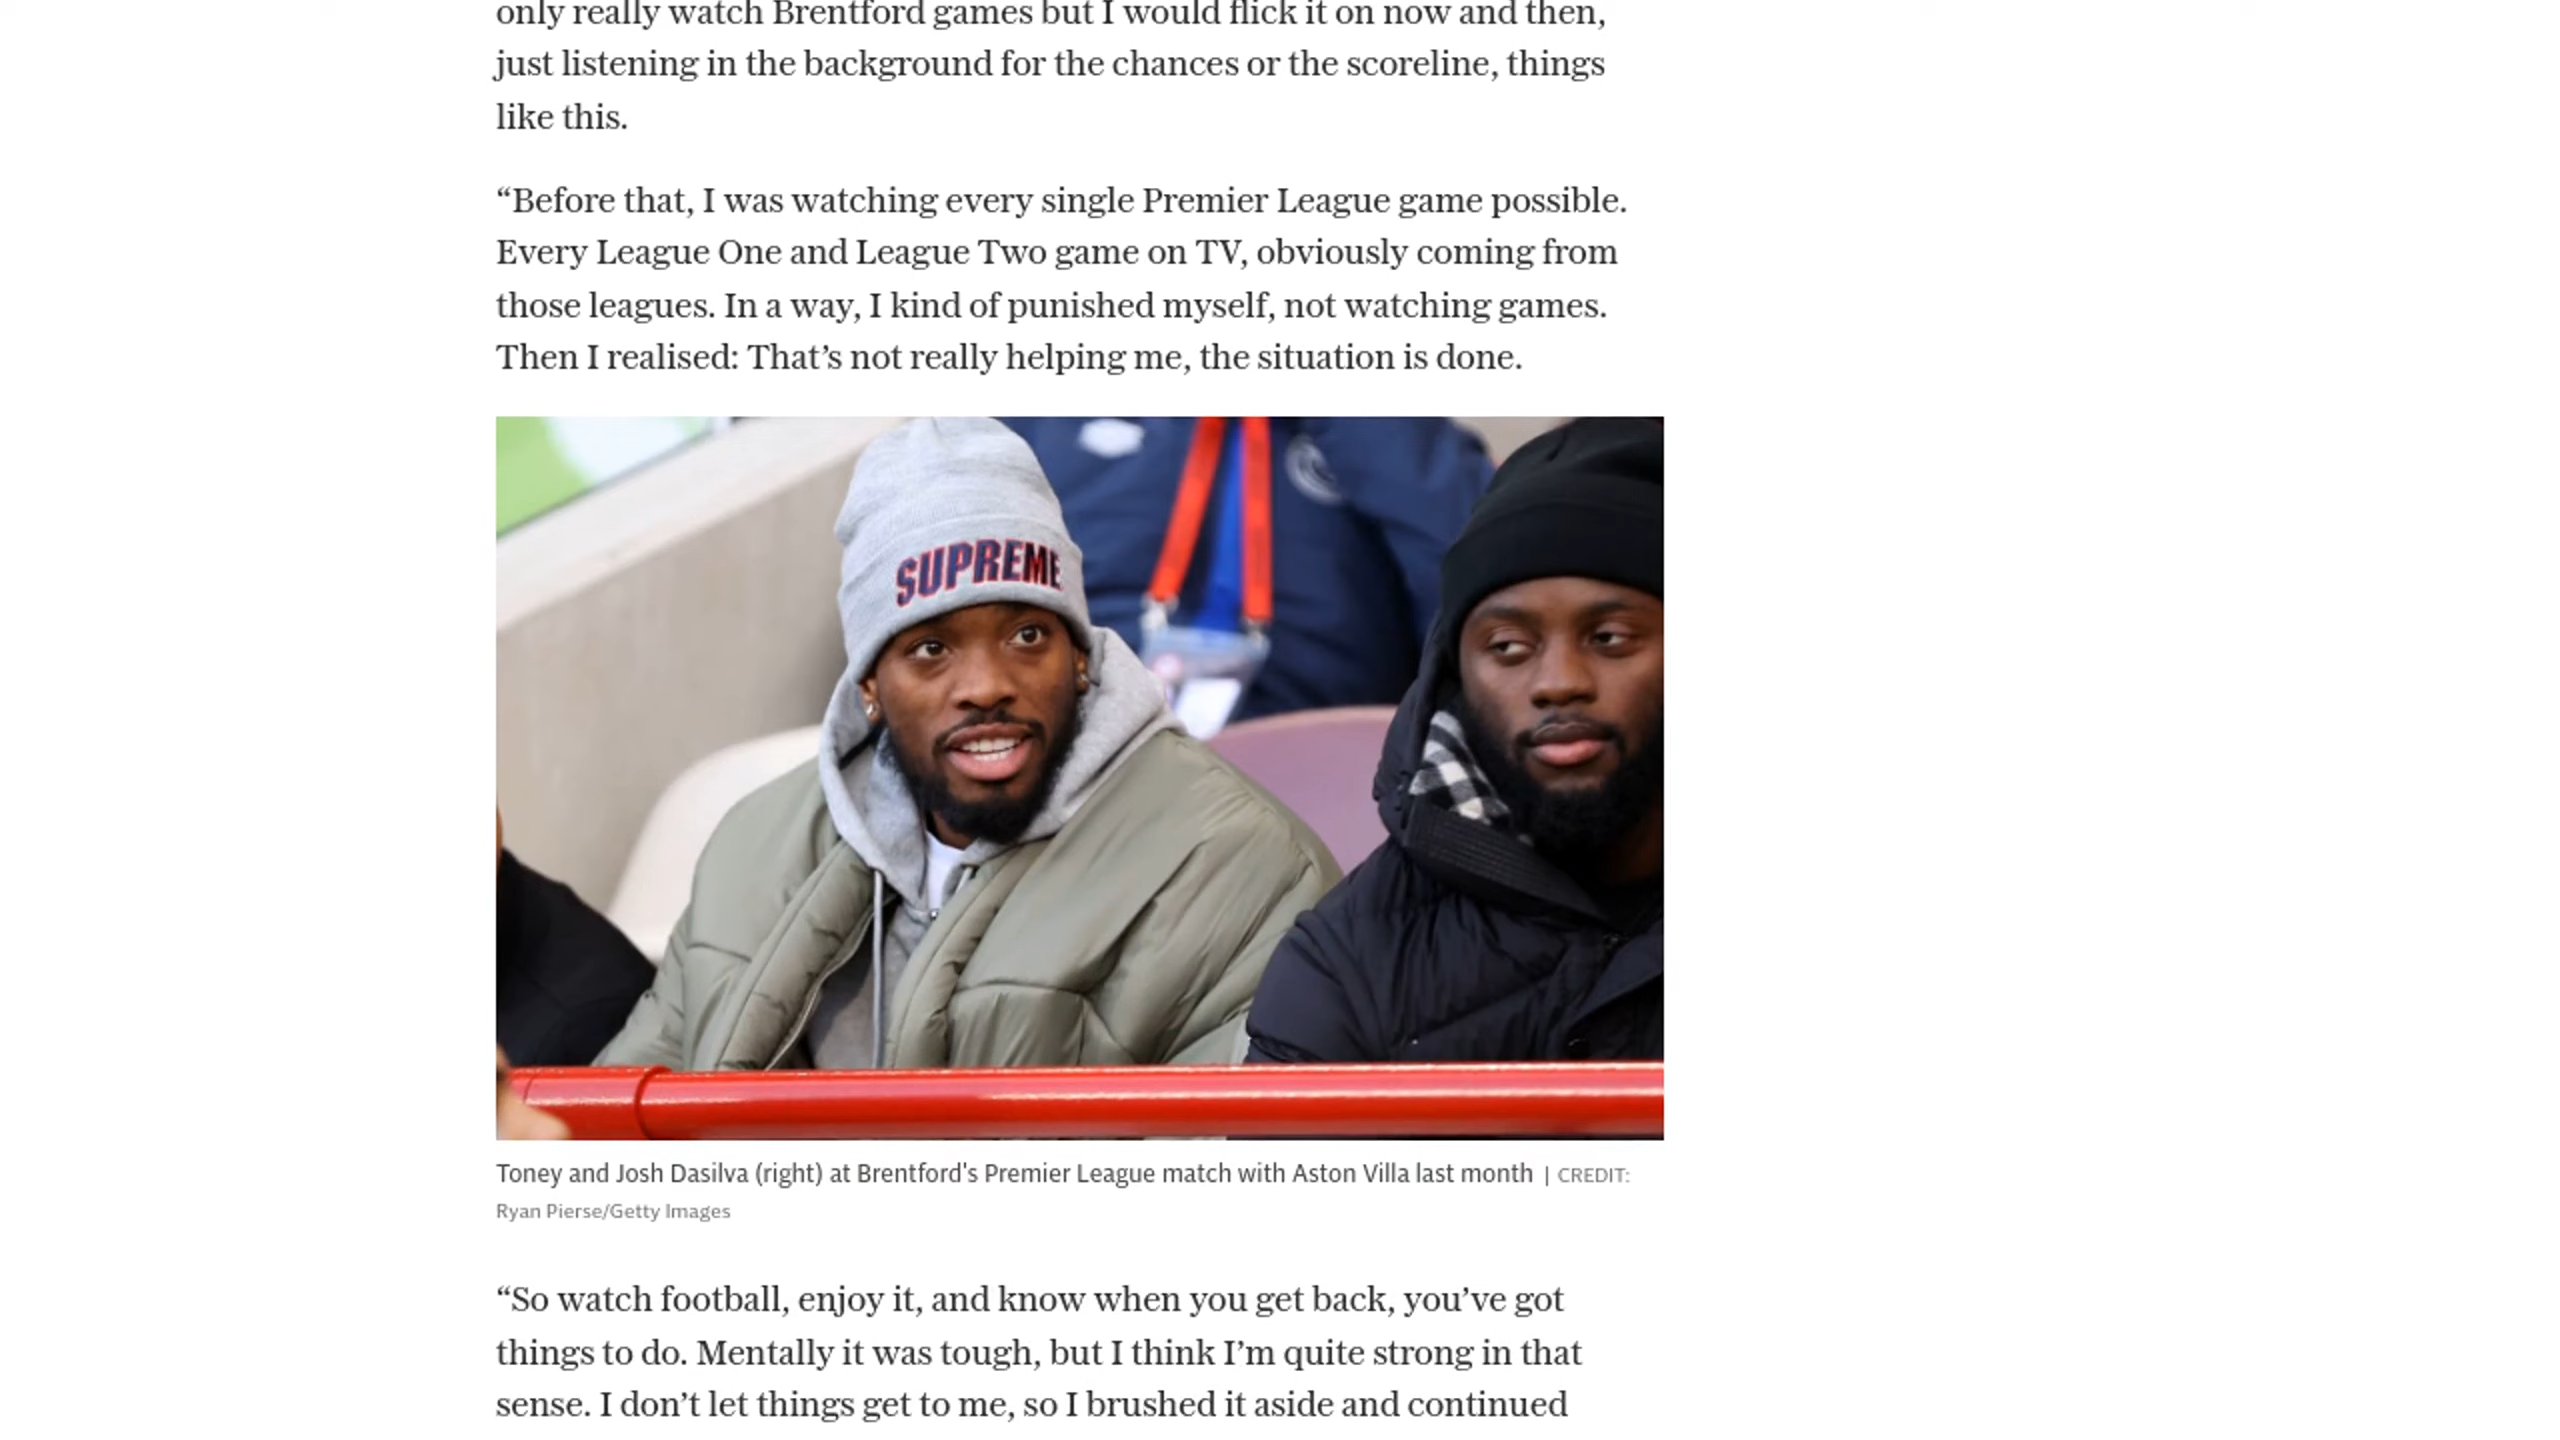 only really watch Brentford games but I would flick it on now and then,
just listening in the background for the chances or the scoreline, things
like this.
“Before that, I was watching every single Premier League game possible.
Every League One and League Two game on TV, obviously coming from
those leagues. In a way, I kind of punished myself, not watching games.
Then I realised: That’s not really helping me, the situation is done.
SUPREME
Toney and Josh Dasilva (right) at Brentford's Premier League match with Aston Villa last month | CREDIT:
Ryan Pierse/Getty Images
“So watch football, enjoy it, and know when you get back, you’ve got
things to do. Mentally it was tough, but I think I’m quite strong in that
sense. I don’t let things get to me, so I brushed it aside and continued